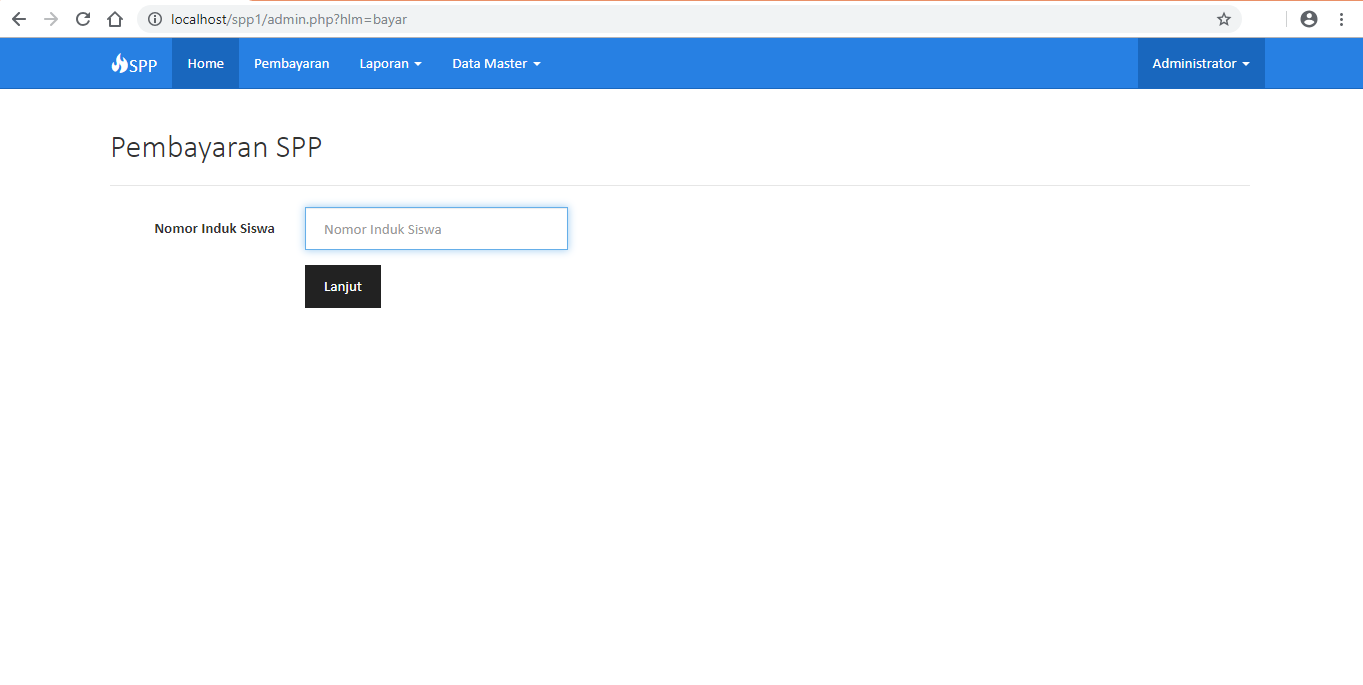 localhost/spp1/admin.php?hlm=bayar
SPP Home Pembayaran Laporan Data Master Administrator
Pembayaran SPP
Nomor Induk Siswa Nomor Induk Siswa
Lanjut